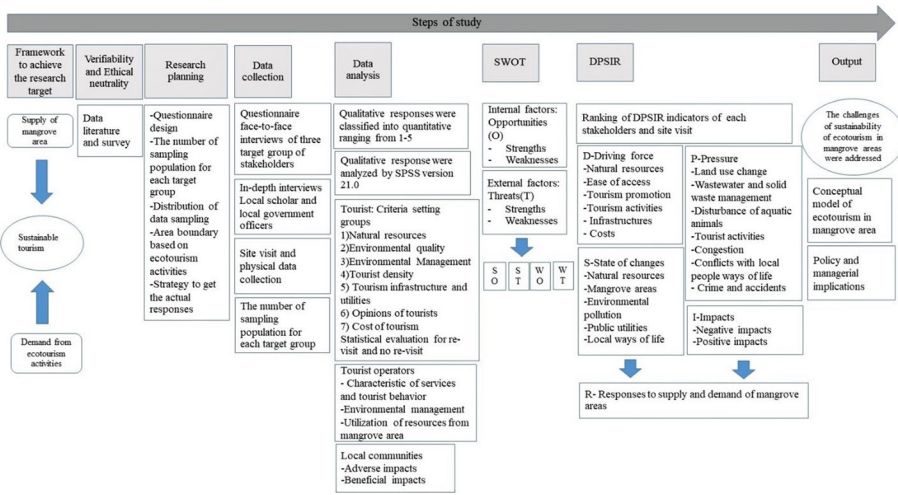 Steps of study
Framework
to achieve
the research
target
Supply of
mangrove
area
Sustainable
tourism
Demand from
ecotourism
activities
Verifiability
and Ethical
neutrality
Data
literature
and survey
Research
planning
-Questionnaire
design
-The number of
sampling
population for
each target
group
-Distribution of
data sampling
-Area boundary
based on
ecotourism
activities
-Strategy to get
the actual
responses
Data
collection
Questionnaire
face-to-face
interviews of three
target group of
stakeholders
In-depth interviews
Local scholar and
local government
officers
Site visit and
physical data
collection
The number of
sampling
population for
each target group
Data
analysis
Qualitative responses were
classified into quantitative
ranging from 1-5
Qualitative response were
analyzed by SPSS version
21.0
Tourist: Criteria setting
groups
1)Natural resources
2)Environmental quality
3)Environmental Management
4)Tourist density
5) Tourism infrastructure and
utilities
6) Opinions of tourists
7) Cost of tourism
Statistical evaluation for re-
visit and no re-visit
Tourist operators
- Characteristic of services
and tourist behavior
-Environmental management
-Utilization of resources from
mangrove area
Local communities
-Adverse impacts
-Beneficial impacts
SWOT
Internal factors:
Opportunities
(O)
- Strengths
- Weaknesses
External factors:
Threats(T)
- Strengths
- Weaknesses
S
O
S
T
W
O
W
T
DPSIR
Ranking of DPSIR indicators of each
stakeholders and site visit
D-Driving force
-Natural resources
-Ease of access
-Tourism promotion
-Tourism activities
- Infrastructures
- Costs
S-State of changes
-Natural resources
-Mangrove areas
-Environmental
pollution
-Public utilities
-Local ways of life
P-Pressure
-Land use change
-Wastewater and solid
waste management
-Disturbance of aquatic
animals
-Tourist activities
-Congestion
-Conflicts with local
people ways of life
- Crime and accidents
I-Impacts
-Negative impacts
-Positive impacts
R- Responses to supply and demand of mangrove
areas
Output
The challenges
of sustainability
of ecotourism in
mangrove areas
were addressed
Conceptual
model of
ecotourism in
mangrove area
Policy and
managerial
implications